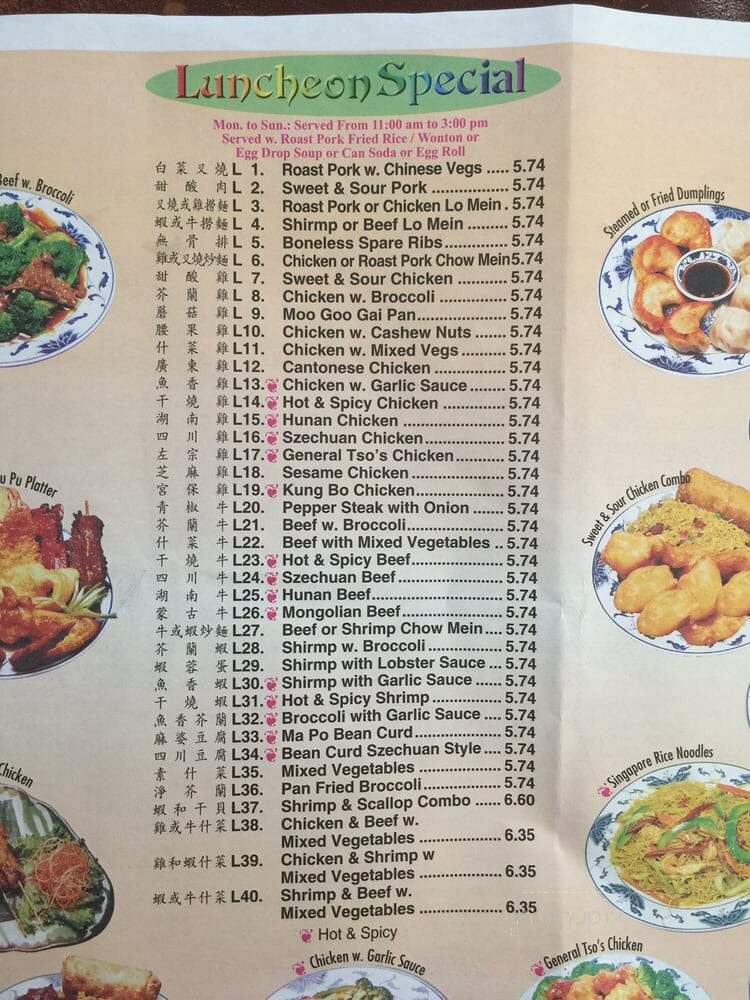 Luncheon Special
Mon. to Sun.: Served From 11:00 am to 3:00 pm
Served w. Roast Pork Fried Rice / Wonton or
Egg Drop Soup or Can Soda or Egg Roll
白菜叉燒 L 1. Roast Pork w. Chinese Vegs ..... 5.74
甜酸肉 L 2. Sweet & Sour Pork .................. 5.74
叉燒或雞撈麵 L 3. Roast Pork or Chicken Lo Mein . 5.74
蝦或牛撈麵 L 4. Shirmp or Beef Lo Mein ......... 5.74
無骨排 L 5. Boneless Spare Ribs .............. 5.74
雞或叉燒炒麵 L 6. Chicken or Roast Pork Chow Mein 5.74
甜酸雞 L 7. Sweet & Sour Chicken ............ 5.74
芥蘭雞 L 8. Chicken w. Broccoli ............... 5.74
蘑菇雞 L 9. Moo Goo Gai Pan.................... 5.74
腰果雞 L10. Chicken w. Cashew Nuts ....... 5.74
什菜雞 L11. Chicken w. Mixed Vegs .......... 5.74
廣東雞 L12. Cantonese Chicken ................ 5.74
魚香雞 L13. Chicken w. Garlic Sauce ........ 5.74
干燒雞 L14. Hot & Spicy Chicken .............. 5.74
湖南雞 L15. Hunan Chicken ...................... 5.74
四川雞 L16. Szechuan Chicken.................. 5.74
左宗雞 L17. General Tso's Chicken........... 5.74
芝麻雞 L18. Sesame Chicken .................... 5.74
宮保雞 L19. Kung Bo Chicken................... 5.74
青椒牛 L20. Pepper Steak with Onion ....... 5.74
芥蘭牛 L21. Beef w. Broccoli..................... 5.74
什菜牛 L22. Beef with Mixed Vegetables .. 5.74
干燒牛 L23. Hot & Spicy Beef.................... 5.74
四川牛 L24. Szechuan Beef ....................... 5.74
湖南牛 L25. Hunan Beef............................. 5.74
蒙古牛 L26. Mongolian Beef...................... 5.74
牛或蝦炒麵 L27. Beef or Shrimp Chow Mein .... 5.74
芥蘭蝦 L28. Shirmp w. Broccoli ................. 5.74
蝦蓉蛋 L29. Shirmp with Lobster Sauce ... 5.74
魚香蝦 L30. Shirmp with Garlic Sauce ...... 5.74
干燒蝦 L31. Hot & Spicy Shrimp ................ 5.74
魚香芥蘭 L32. Broccoli with Garlic Sauce .... 5.74
麻婆豆腐 L33. Ma Po Bean Curd.................... 5.74
四川豆腐 L34. Bean Curd Szechuan Style .... 5.74
素什菜 L35. Mixed Vegetables ................... 5.74
淨芥蘭 L36. Pan Fried Broccoli.................. 5.74
蝦和干貝 L37. Shrimp & Scallop Combo ...... 6.60
雞或牛什菜 L38. Chicken & Beef w.
Mixed Vegetables ................... 6.35
雞和蝦什菜 L39. Chicken & Shrimp w
Mixed Vegetables ................... 6.35
蝦或牛什菜 L40. Shrimp & Beef w.
Mixed Vegetables ................... 6.35
Hot & Spicy
Beef w. Broccoli
u Pu Platter
Chicken
Steamed or Fried Dumplings
Sweet & Sour Chicken Combo
Singapore Rice Noodles
General Tso's Chicken
Chicken w. Garlic Sauce